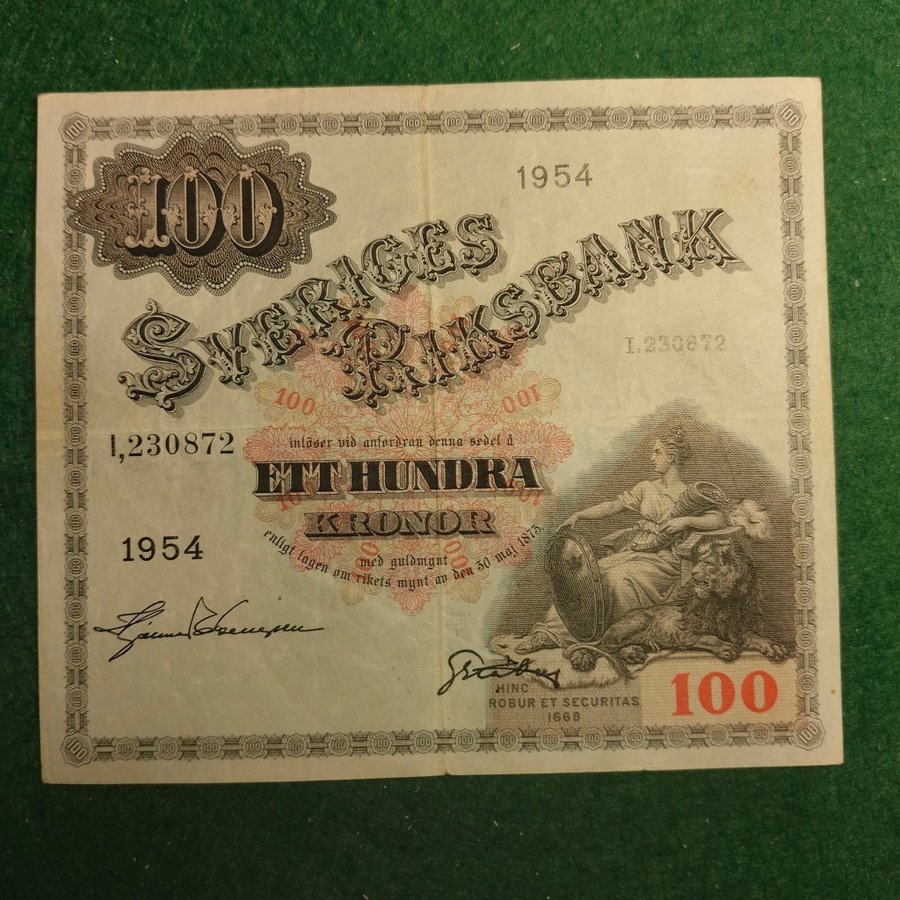 100
1954
SVERIGES RIKSBANK
I,230872
100 100
I,230872
inlöser vid anfordran denna sedel å
ETT HUNDRA
KRONOR
med guldmynt
enligt lagen om rikets mynt av den 30 maj 1873
1954
HINC
ROBUR ET SECURITAS
1668
100